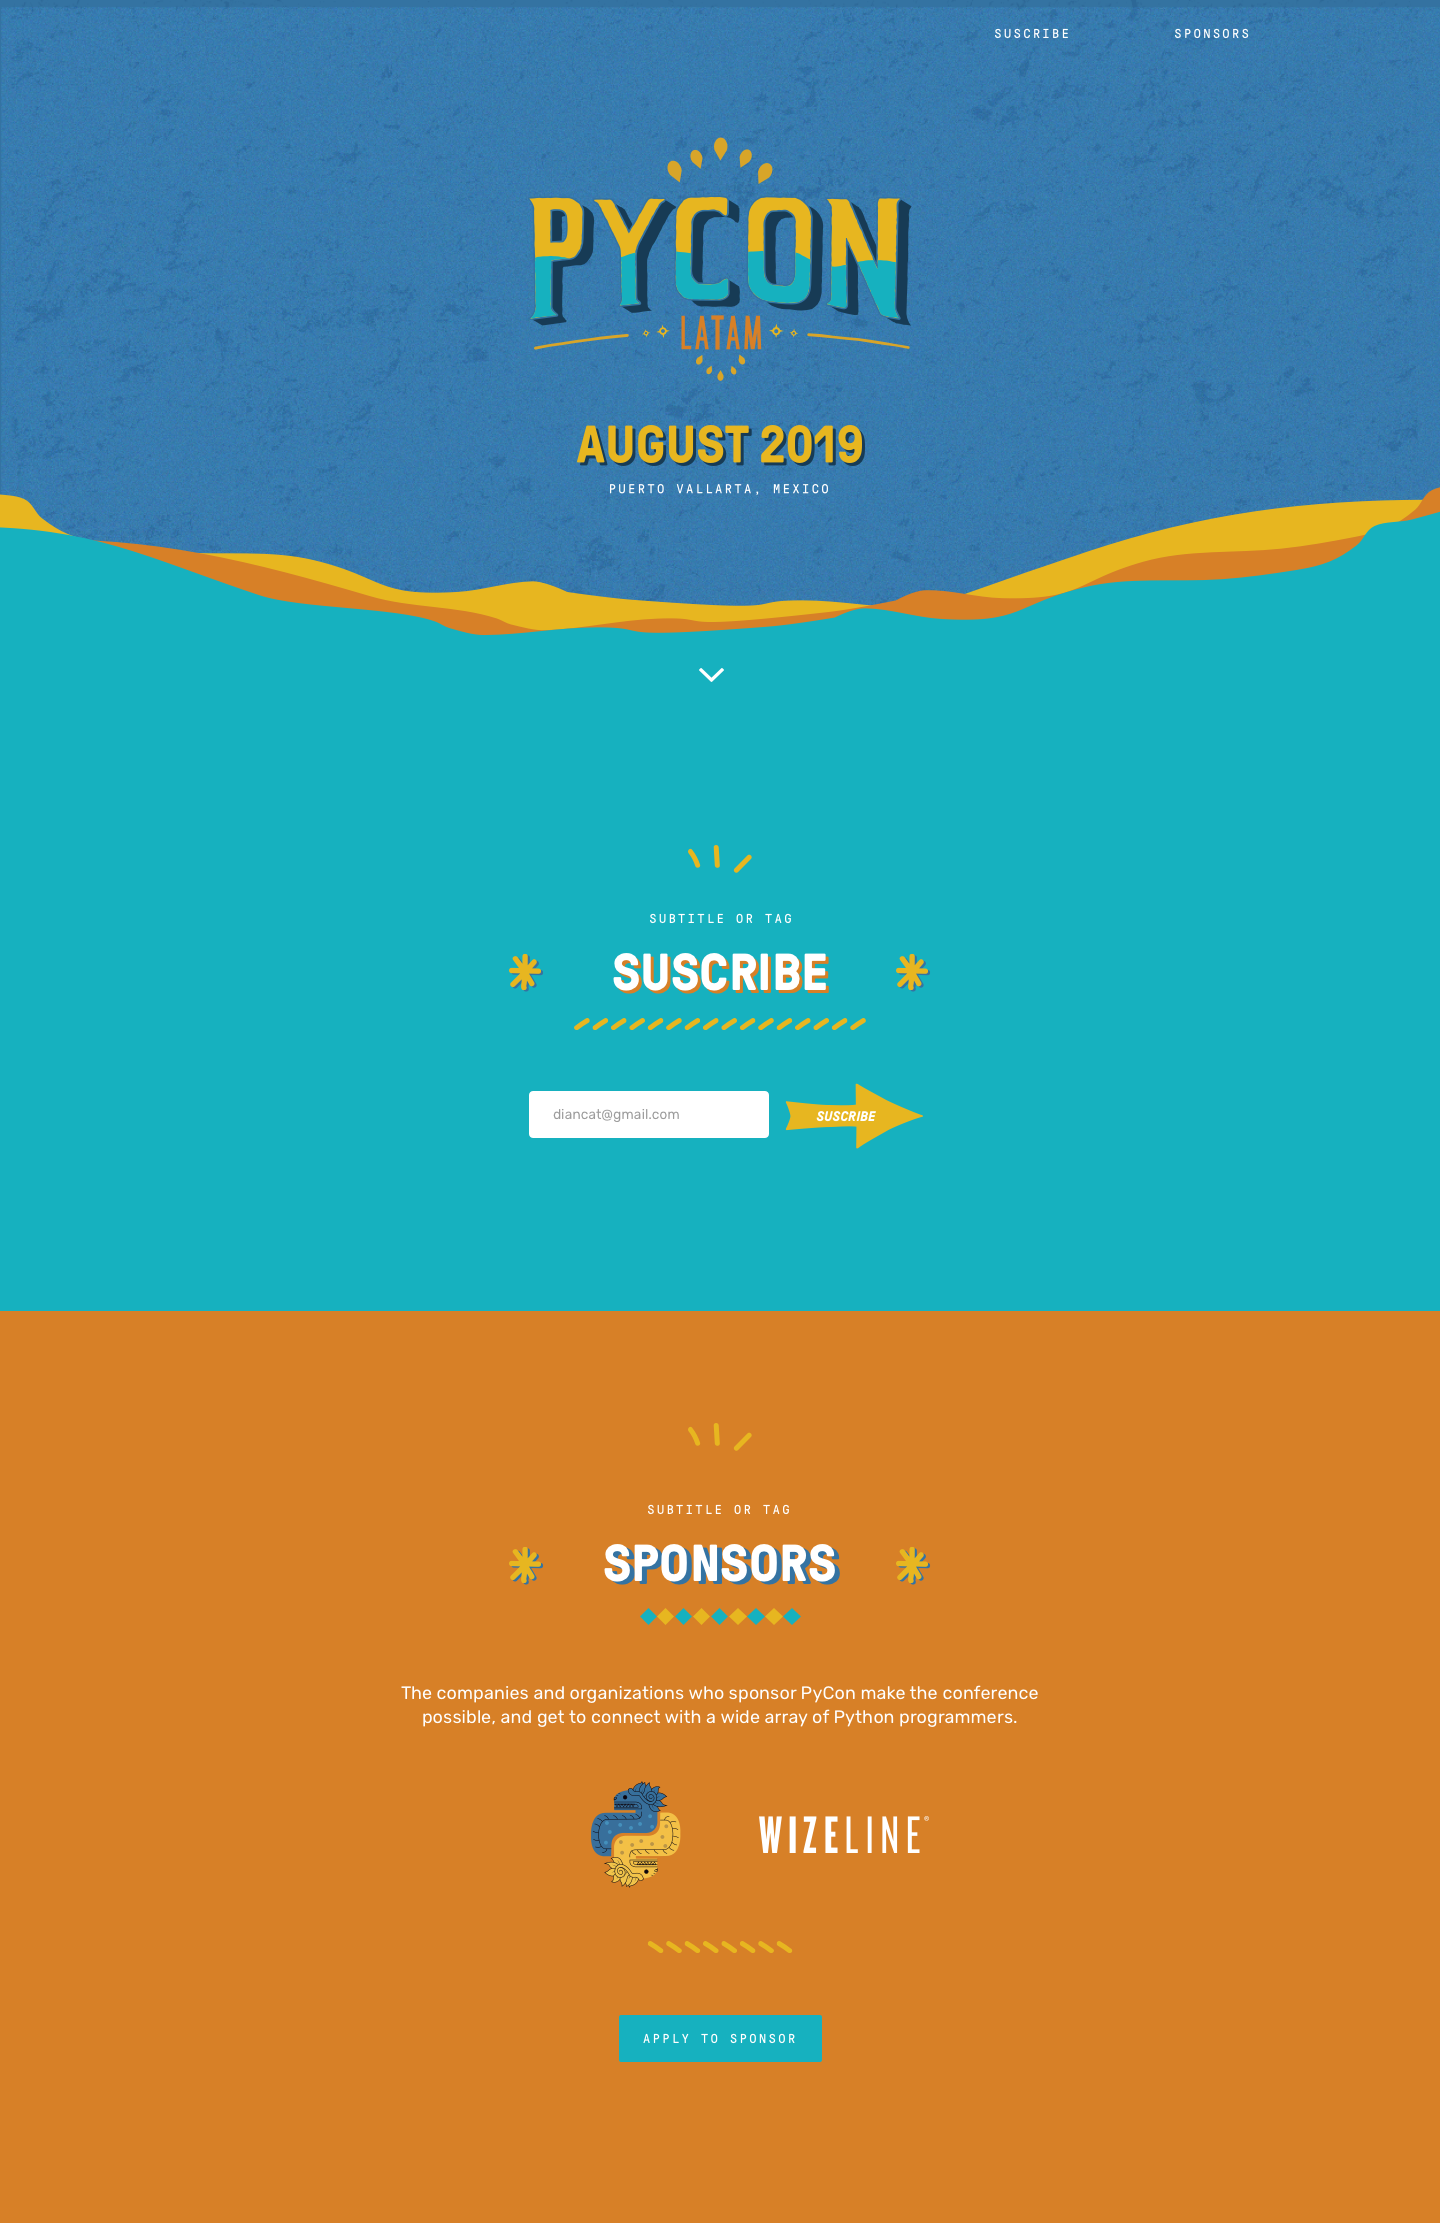 SUSCRIBE
SPONSORS
PYCON
LATAM
AUGUST 2019
PUERTO VALLARTA, MEXICO
SUBTITLE OR TAG
SUSCRIBE
diancat@gmail.com
SUSCRIBE
SUBTITLE OR TAG
SPONSORS
The companies and organizations who sponsor PyCon make the conference
possible, and get to connect with a wide array of Python programmers.
WIZELINE®
APPLY TO SPONSOR